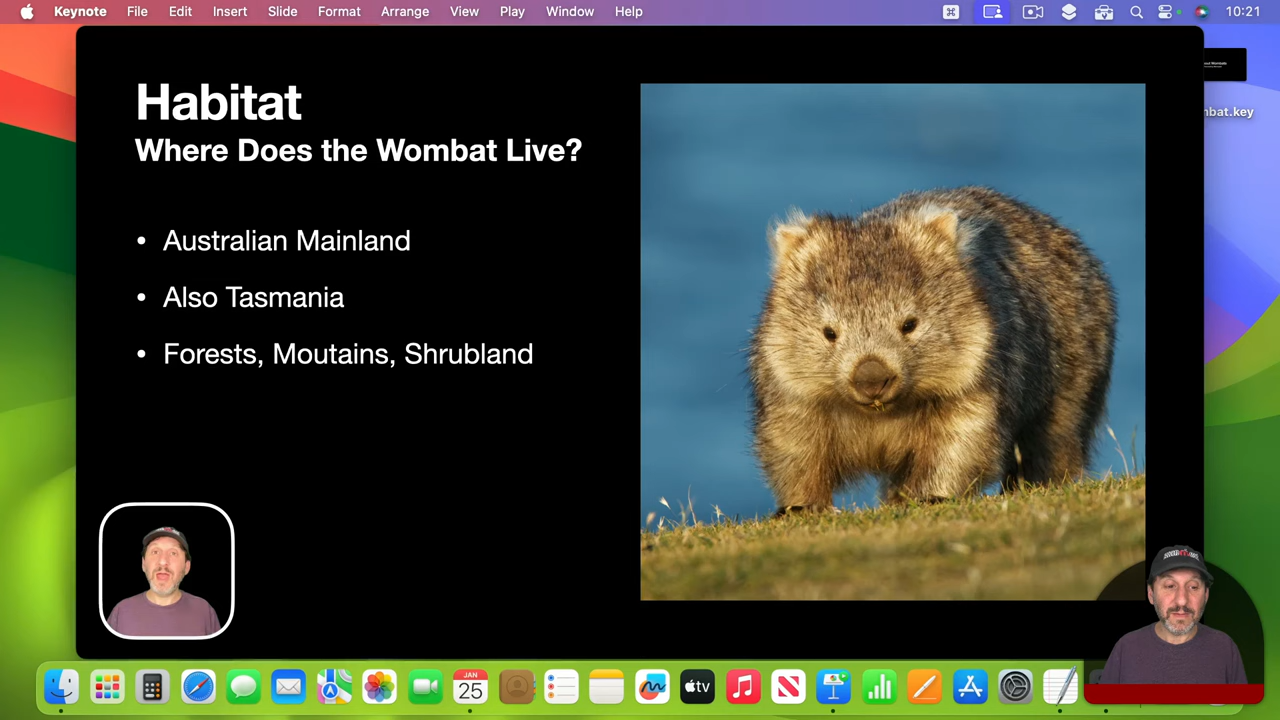 Keynote File Edit Insert Slide Format Arrange View Play Window Help 10:21
Habitat
Where Does the Wombat Live?
• Australian Mainland
• Also Tasmania
• Forests, Moutains, Shrubland
mbat.key
JAN
25
tv